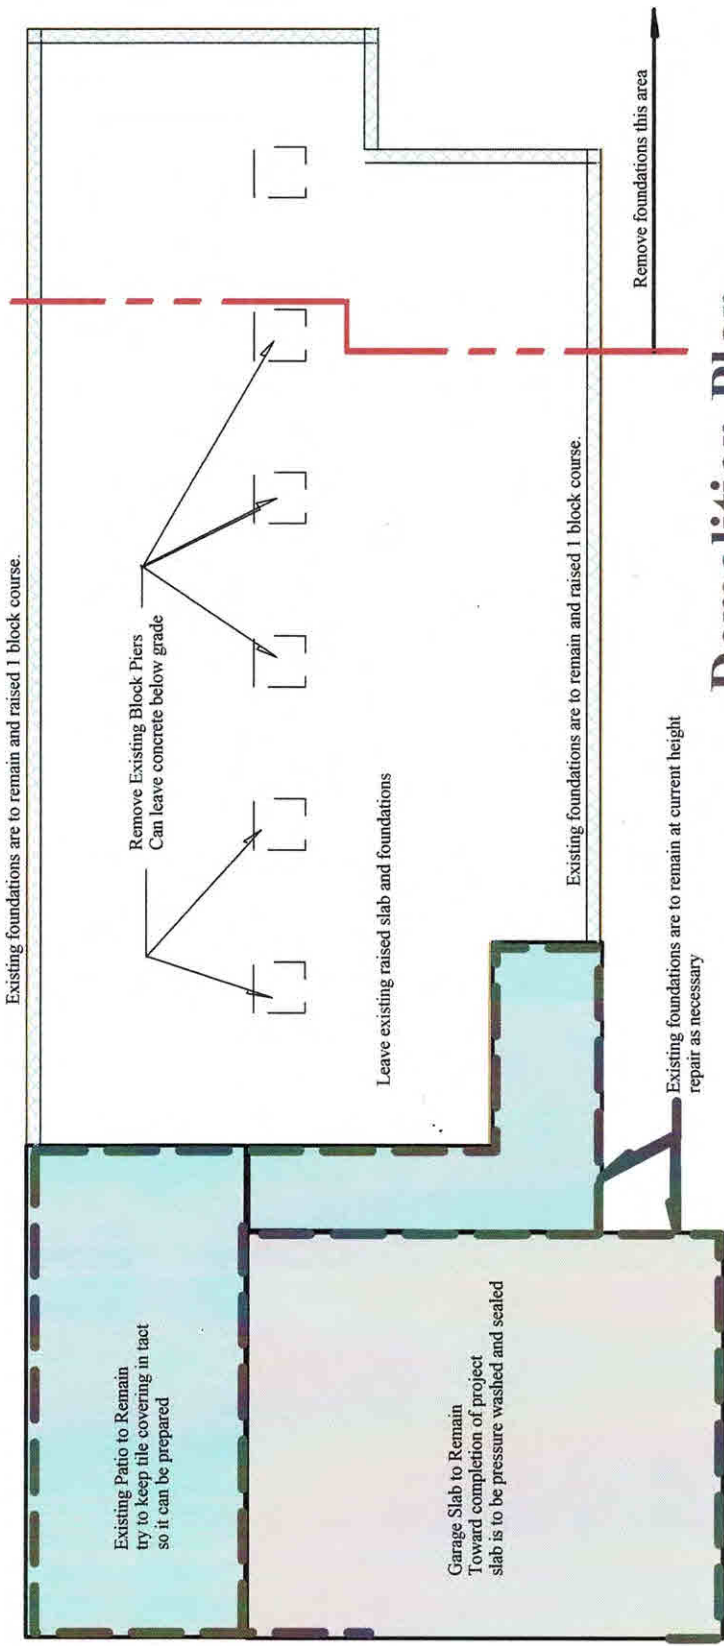 Existing foundations are to remain and raised 1 block course.
Remove Existing Block Piers
Can leave concrete below grade
Remove foundations this area
Leave existing raised slab and foundations
Existing foundations are to remain and raised 1 block course.
Existing Patio to Remain
try to keep tile covering in tact
so it can be prepared
Garage Slab to Remain
Toward completion of project
slab is to be pressure washed and sealed
Existing foundations are to remain at current height
repair as necessary
Demolition Plan